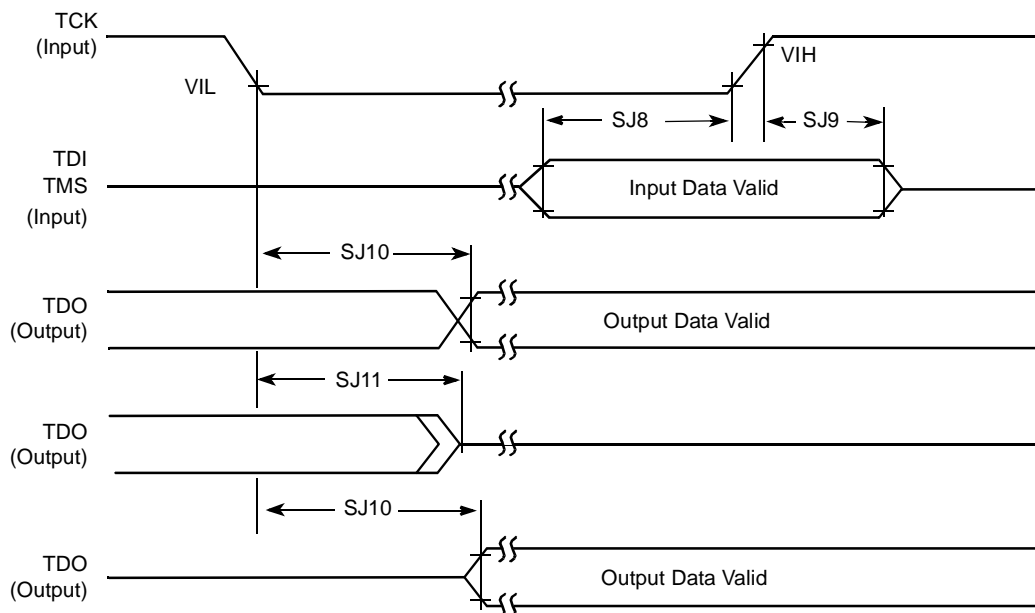 TCK
(Input)
VIL
VIH
SJ8
SJ9
TDI
TMS
(Input)
Input Data Valid
SJ10
TDO
(Output)
Output Data Valid
SJ11
TDO
(Output)
SJ10
TDO
(Output)
Output Data Valid